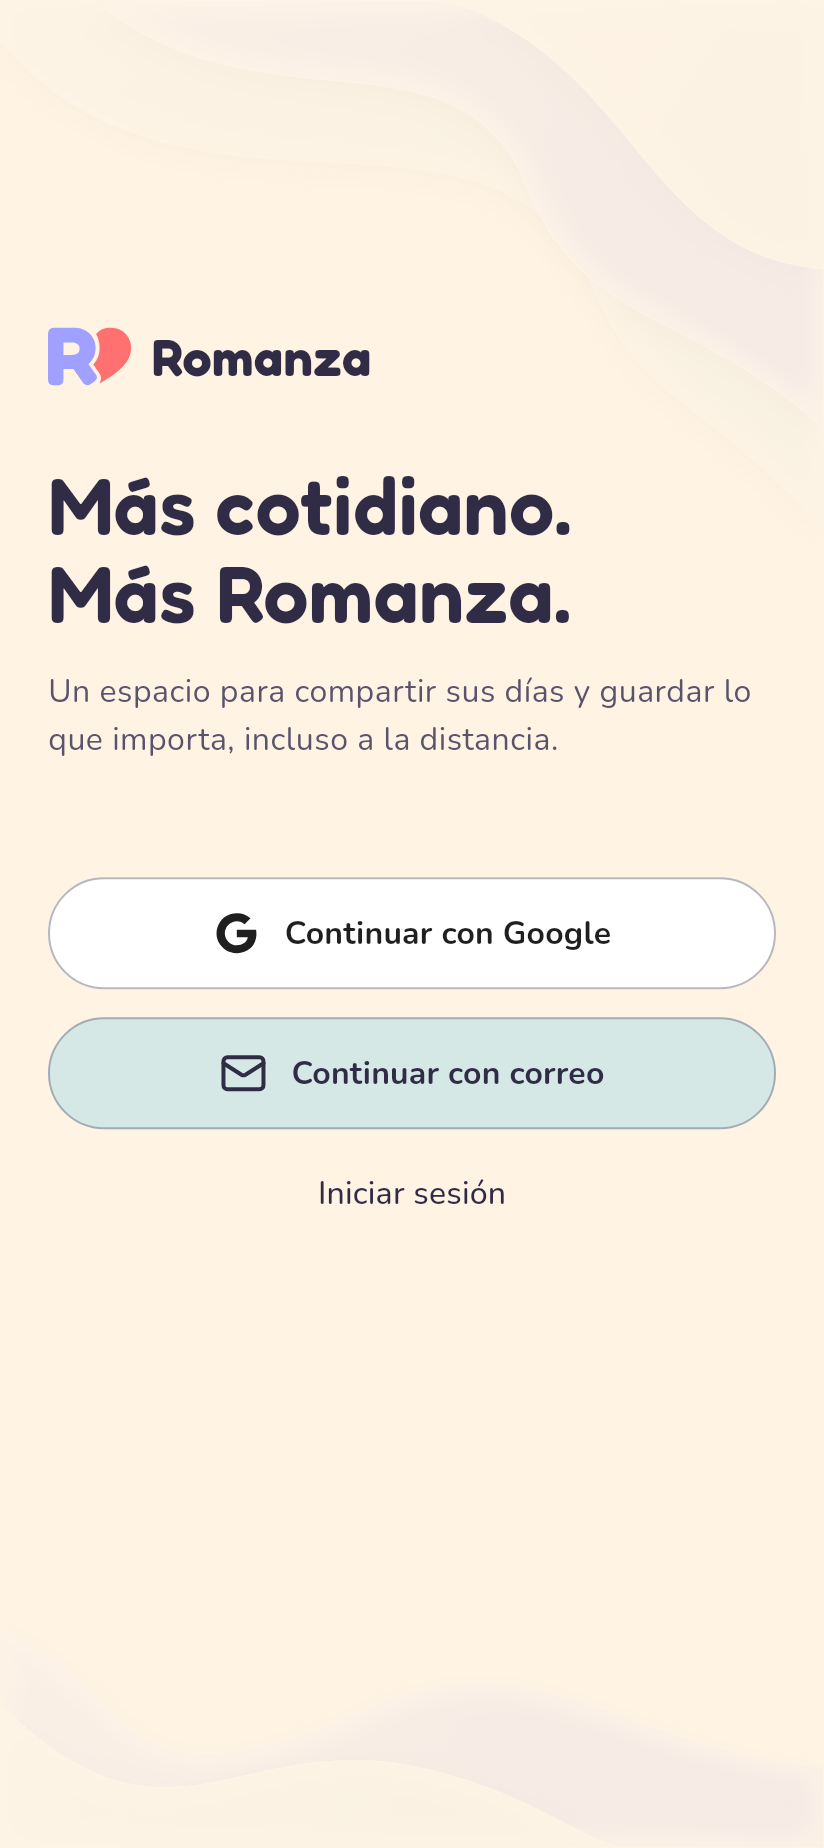 Romanza
Más cotidiano.
Más Romanza.
Un espacio para compartir sus días y guardar lo
que importa, incluso a la distancia.
Continuar con Google
Continuar con correo
Iniciar sesión